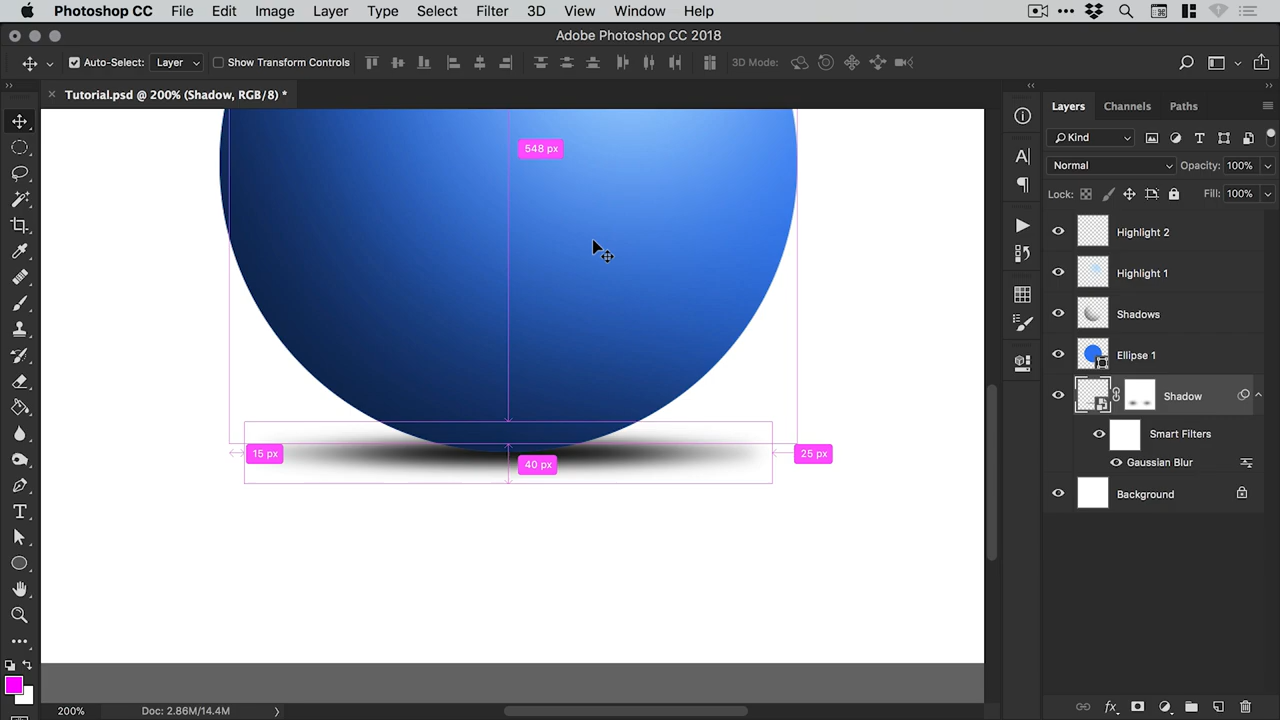 Photoshop CC File Edit Image Layer Type Select Filter 3D View Window Help
Adobe Photoshop CC 2018
Auto-Select: Layer Show Transform Controls 3D Mode:
Tutorial.psd @ 200% (Shadow, RGB/8) *
Layers Channels Paths
Kind
Normal Opacity: 100%
Lock: Fill: 100%
548 px
Highlight 2
Highlight 1
Shadows
Ellipse 1
Shadow
Smart Filters
15 px 40 px 25 px
Gaussian Blur
Background
200% Doc: 2.86M/14.4M